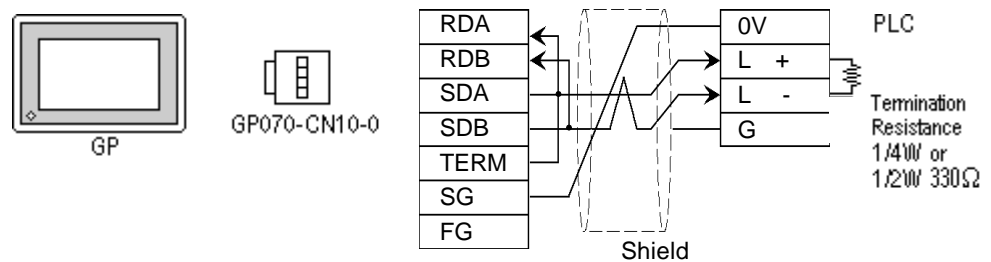 GP
GP070-CN10-0
RDA
RDB
SDA
SDB
TERM
SG
FG
Shield
0V
L +
L -
G
PLC
Termination
Resistance
1/4W or
1/2W 330Ω